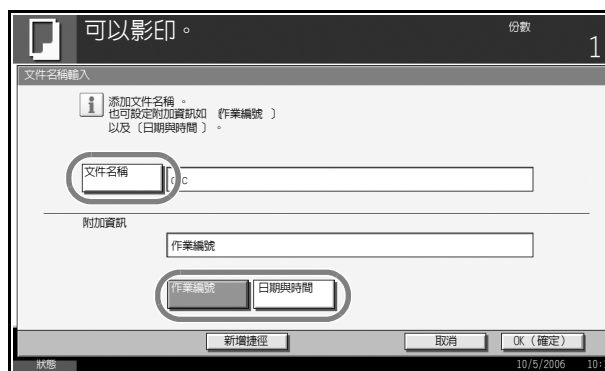 可以影印。
份數
1
文件名稱輸入
添加文件名稱。
也可設定附加資訊如 作業編號〕
以及〔日期與時間〕。
文件名稱
附加資訊
作業編號
作業編號
日期與時間
新增捷徑
取消
OK（確定）
狀態
10/5/2006